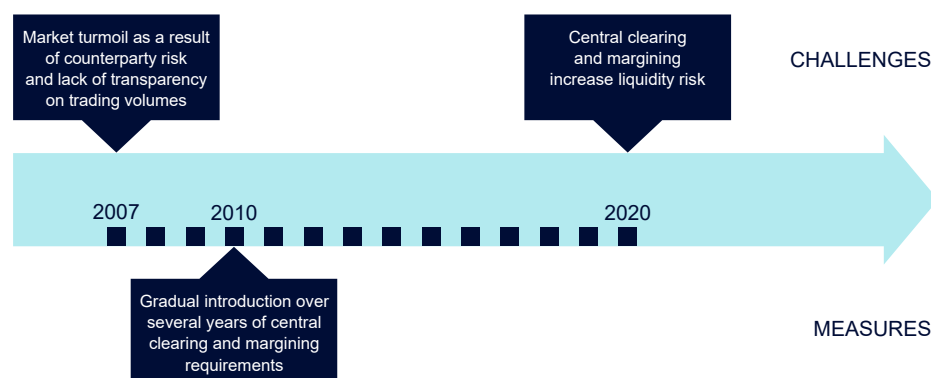 Market turmoil as a result
of counterparty risk
and lack of transparency
on trading volumes
Central clearing
and margining
increase liquidity risk
CHALLENGES
2007
2010
2020
Gradual introduction over
several years of central
clearing and margining
requirements
MEASURES